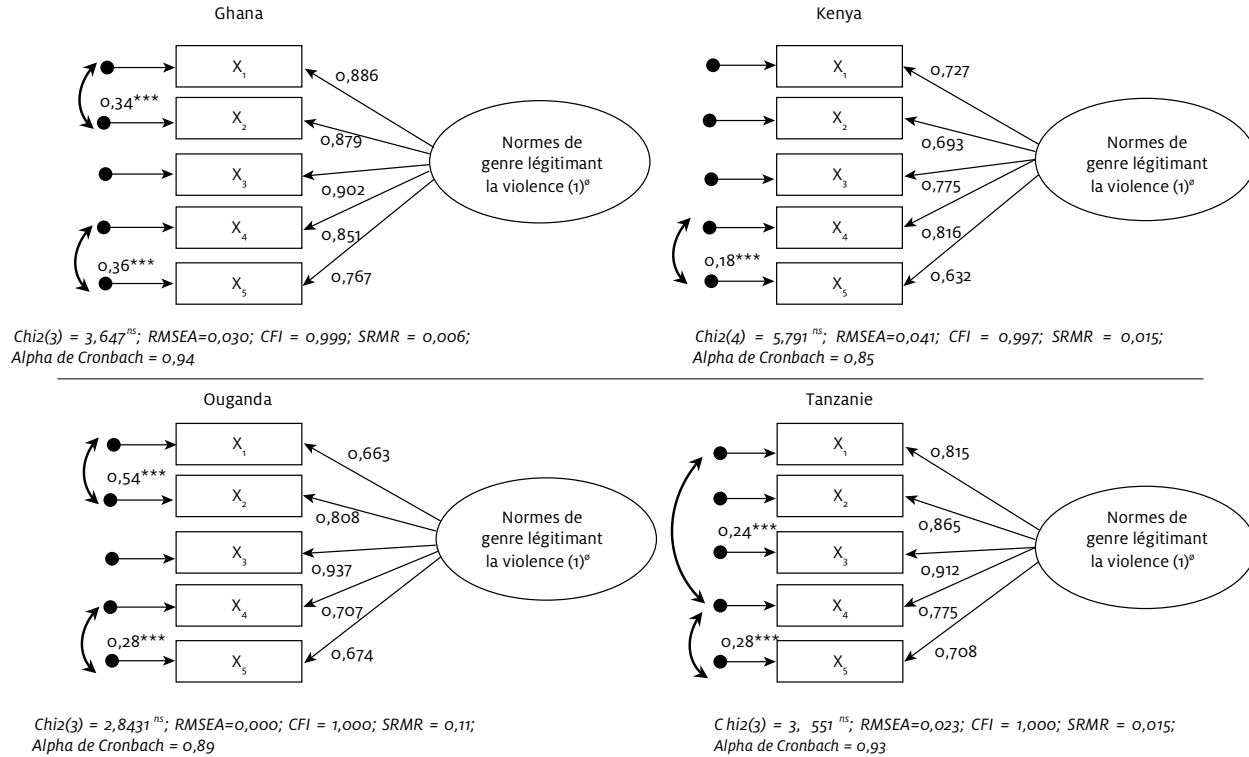 Ghana
X1
0,886
0,34***
X2
0,879
X3
0,902
X4
0,851
0,36***
X5
0,767
Normes de
genre légitimant
la violence (1)ø
Chi2(3) = 3,647 ns; RMSEA=0,030; CFI = 0,999; SRMR = 0,006;
Alpha de Cronbach = 0,94
Kenya
X1
0,727
X2
0,693
X3
0,775
X4
0,816
0,18***
X5
0,632
Normes de
genre légitimant
la violence (1)ø
Chi2(4) = 5,791 ns; RMSEA=0,041; CFI = 0,997; SRMR = 0,015;
Alpha de Cronbach = 0,85
Ouganda
X1
0,663
0,54***
X2
0,808
X3
0,937
X4
0,707
0,28***
X5
0,674
Normes de
genre légitimant
la violence (1)ø
Chi2(3) = 2,8431 ns; RMSEA=0,000; CFI = 1,000; SRMR = 0,11;
Alpha de Cronbach = 0,89
Tanzanie
X1
0,815
X2
0,865
0,24***
X3
0,912
X4
0,775
0,28***
X5
0,708
Normes de
genre légitimant
la violence (1)ø
Chi2(3) = 3, 551 ns; RMSEA=0,023; CFI = 1,000; SRMR = 0,015;
Alpha de Cronbach = 0,93